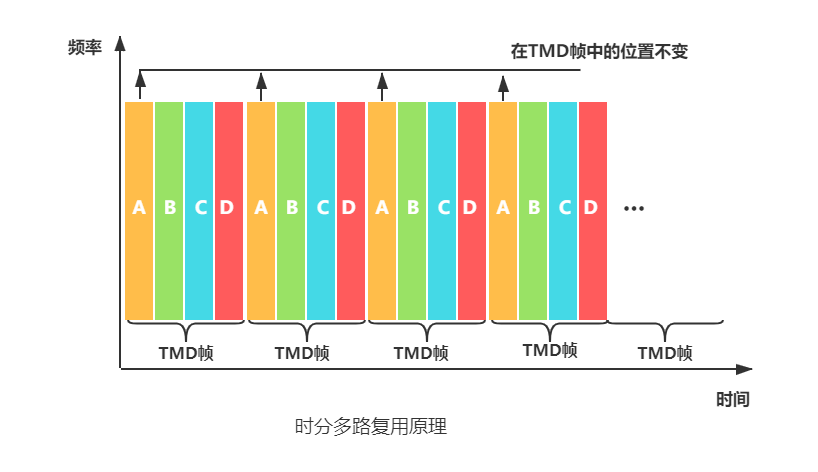 频率
在TMD帧中的位置不变
A B C D A B C D A B C D A B C D ...
TMD帧 TMD帧 TMD帧 TMD帧 TMD帧
时间
时分多路复用原理